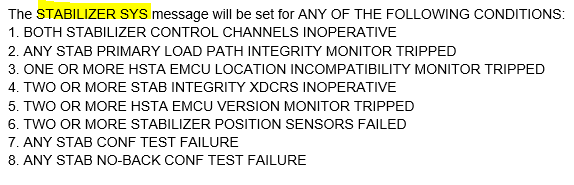 The STABILIZER SYS message will be set for ANY OF THE FOLLOWING CONDITIONS:
1. BOTH STABILIZER CONTROL CHANNELS INOPERATIVE
2. ANY STAB PRIMARY LOAD PATH INTEGRITY MONITOR TRIPPED
3. ONE OR MORE HSTA EMCU LOCATION INCOMPATIBILITY MONITOR TRIPPED
4. TWO OR MORE STAB INTEGRITY XDCRS INOPERATIVE
5. TWO OR MORE HSTA EMCU VERSION MONITOR TRIPPED
6. TWO OR MORE STABILIZER POSITION SENSORS FAILED
7. ANY STAB CONF TEST FAILURE
8. ANY STAB NO-BACK CONF TEST FAILURE